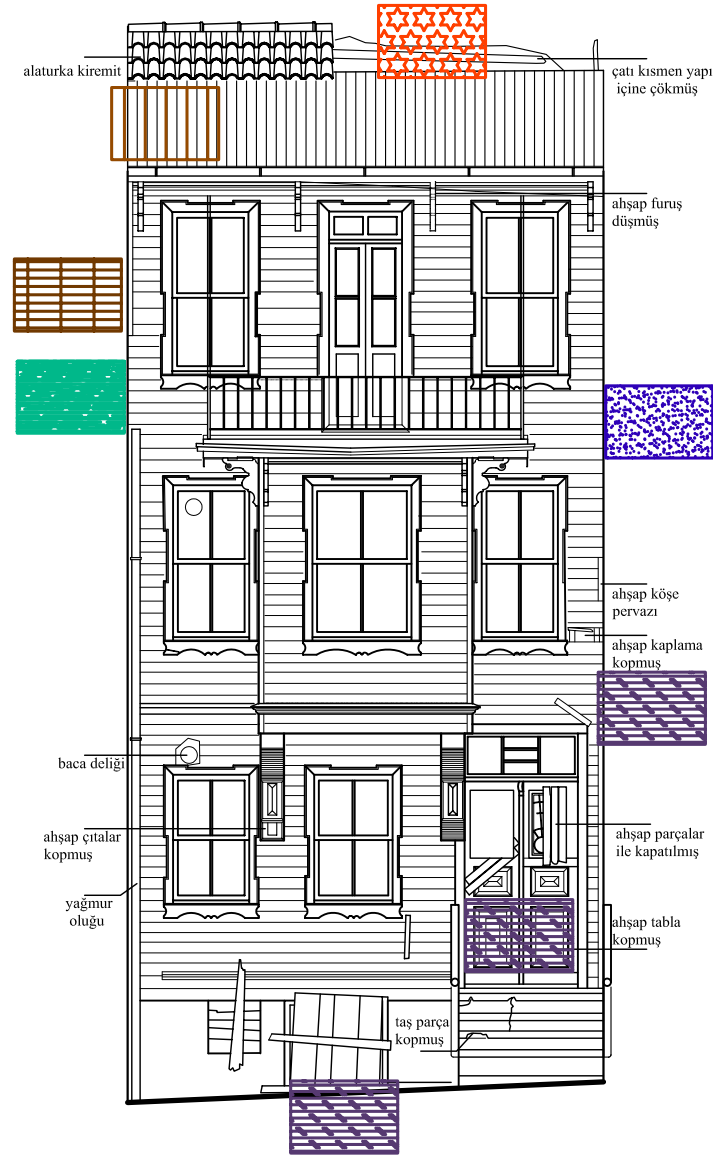 alaturka kiremit
çatı kısmen yapı
içine çökmüş
ahşap furuş
düşmüş
ahşap köşe
pervazı
ahşap kaplama
kopmuş
baca deliği
ahşap çıtalar
kopmuş
ahşap parçalar
ile kapatılmış
yağmur
oluğu
ahşap tabla
kopmuş
taş parça
kopmuş